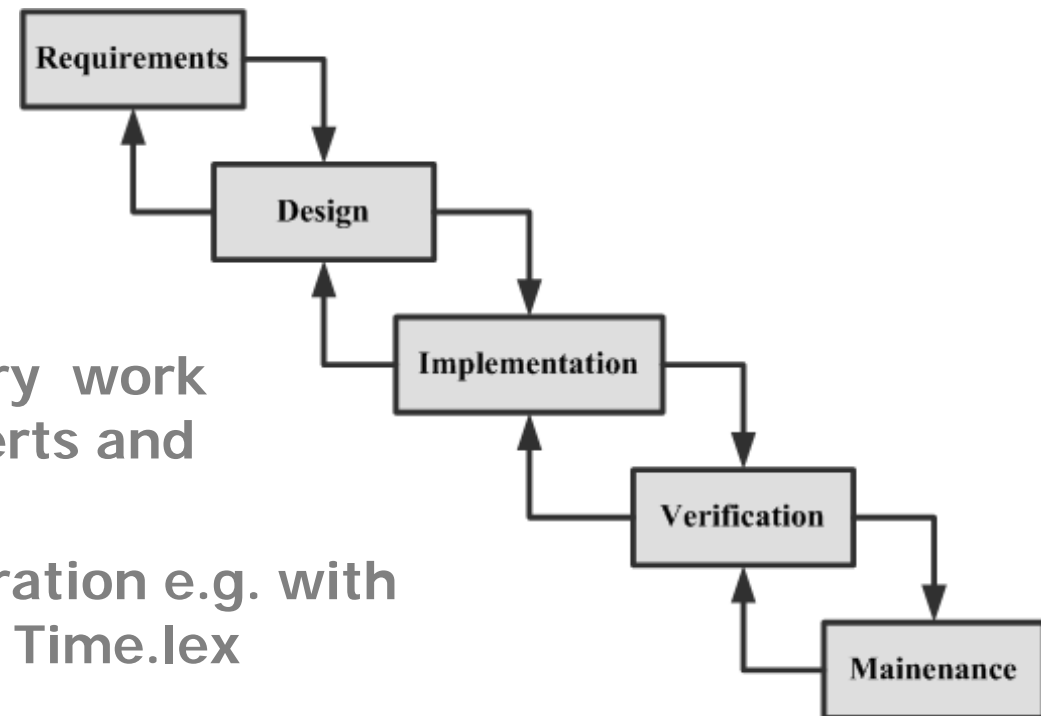 Requirements
Design
Implementation
Verification
Mainenance
ry work
erts and
ration e.g. with
Time.lex